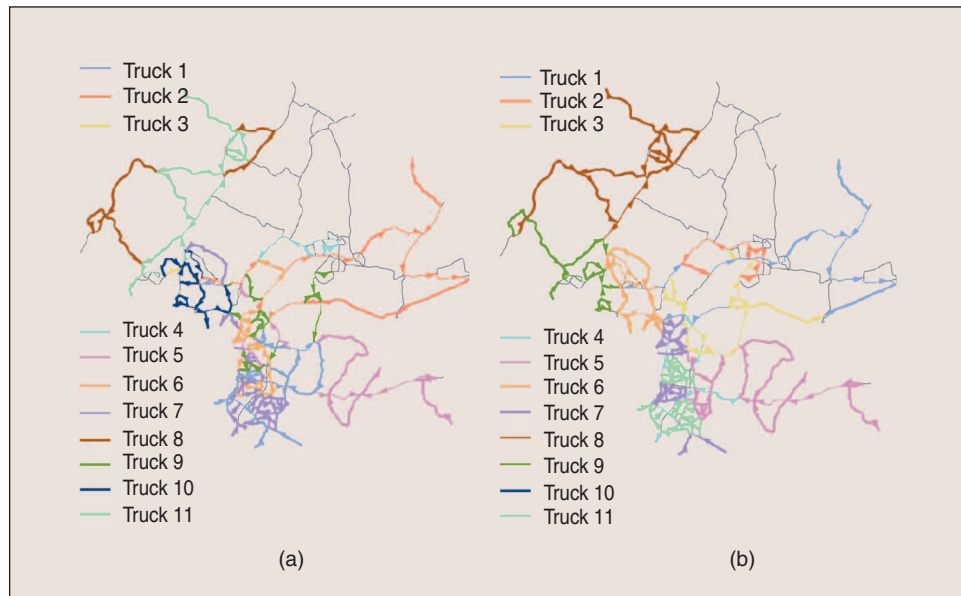 Truck 1
Truck 2
Truck 3
Truck 4
Truck 5
Truck 6
Truck 7
Truck 8
Truck 9
Truck 10
Truck 11
(a)
Truck 1
Truck 2
Truck 3
Truck 4
Truck 5
Truck 6
Truck 7
Truck 8
Truck 9
Truck 10
Truck 11
(b)